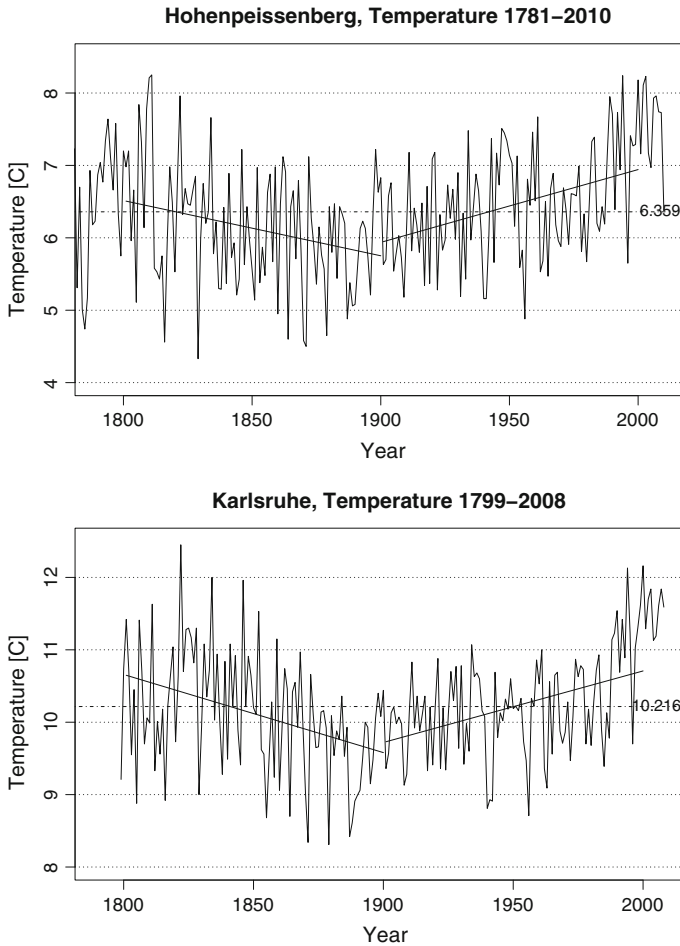 Hohenpeissenberg, Temperature 1781–2010
8
7
6
5
4
Temperature [C]
6.359
1800 1850 1900 1950 2000
Year
Karlsruhe, Temperature 1799–2008
12
11
10
9
8
Temperature [C]
10.216
1800 1850 1900 1950 2000
Year